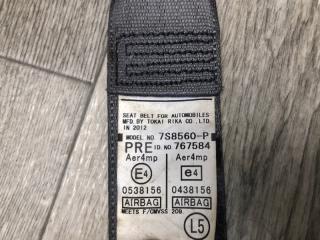 SEAT BELT FOR AUTOMOBILES
MFD. BY TOKAI RIKA CO., LTD.
IN 2012
MODEL NO. 7S8560-P
PRE ID.NO 767584
Aer4mp Aer4mp
E4 e4
0538156 0438156
AIRBAG AIRBAG
MEETS F/CMVSS 209
L5